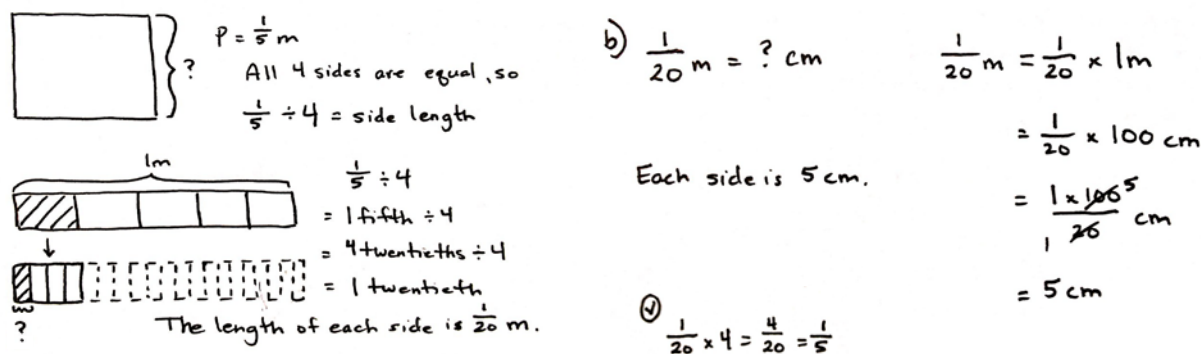 P = 1/5 m
?
All 4 sides are equal, so
1/5 ÷ 4 = side length
1m
1/5 ÷ 4
= 1 fifth ÷ 4
= 4 twentieths ÷ 4
= 1 twentieth
?
The length of each side is 1/20 m.
b) 1/20 m = ? cm
Each side is 5 cm.
1/20 m = 1/20 × 1m
= 1/20 × 100 cm
= 1 × 100 5 / 20 1 cm
= 5 cm
✓
1/20 × 4 = 4/20 = 1/5